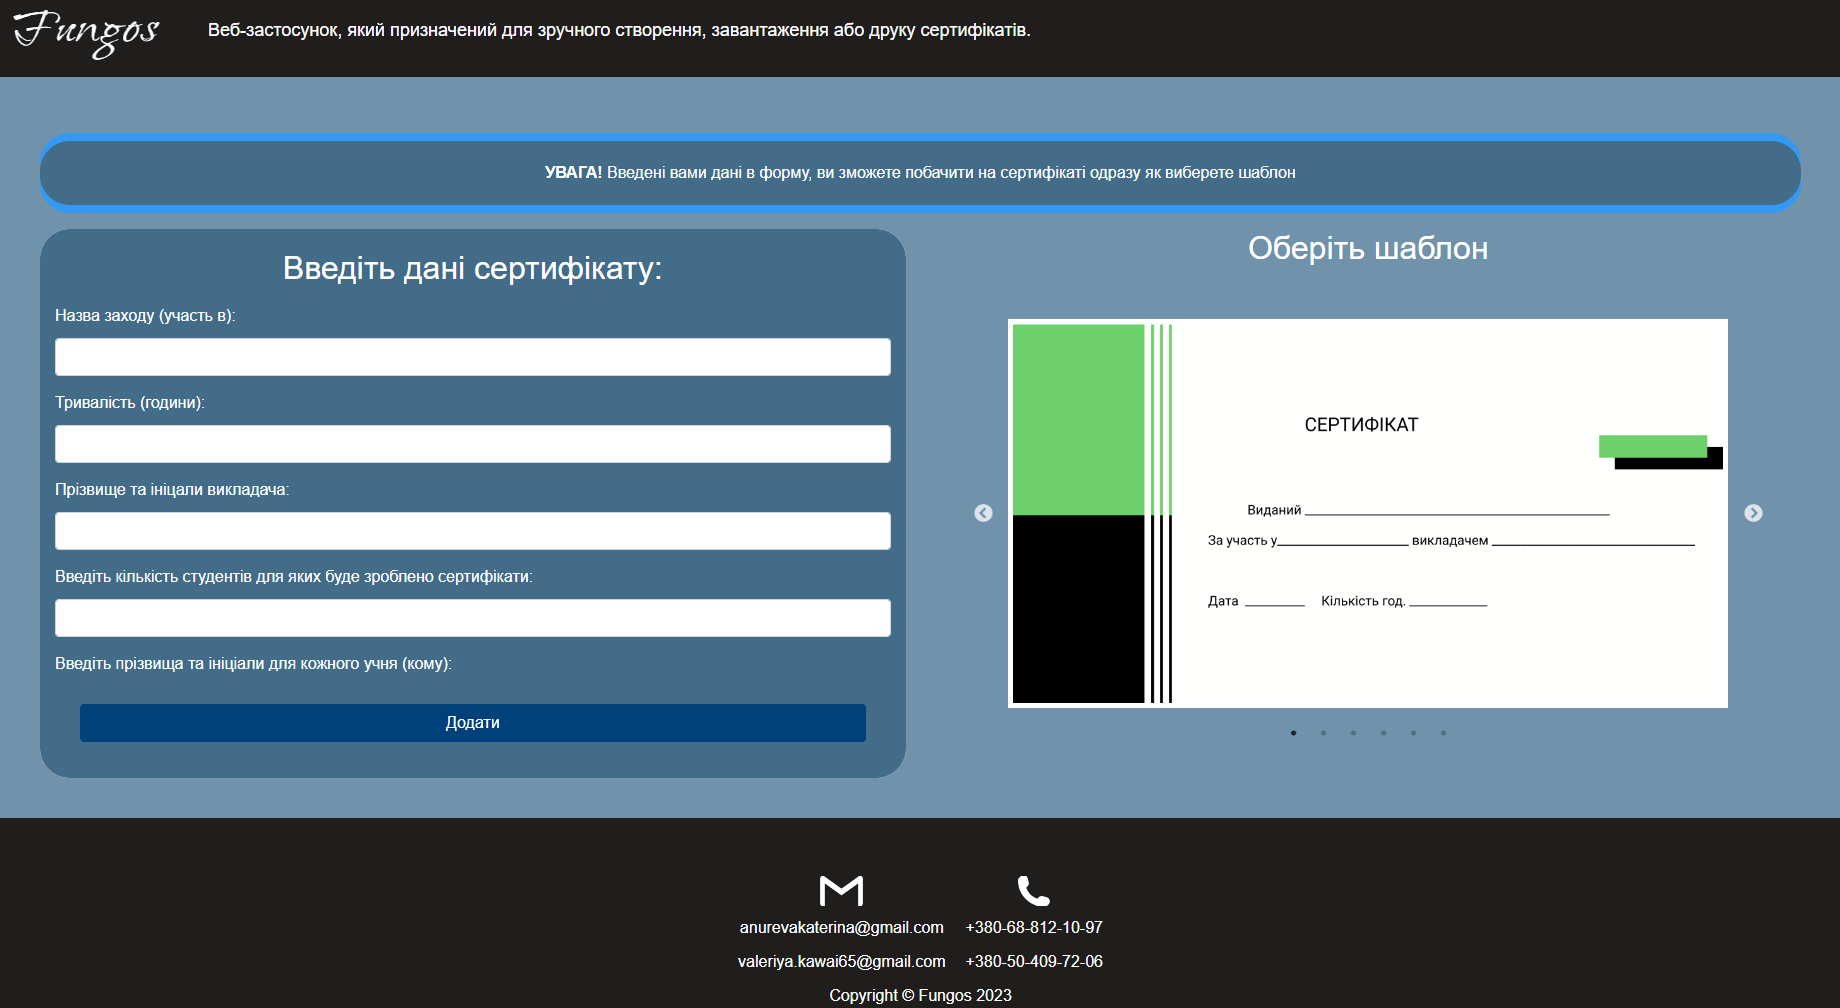 Fungos
Веб-застосунок, який призначений для зручного створення, завантаження або друку сертифікатів.
УВАГА! Введені вами дані в форму, ви зможете побачити на сертифікаті одразу як виберете шаблон
Введіть дані сертифікату:
Назва заходу (участь в):
Тривалість (години):
Прізвище та ініцали викладача:
Введіть кількість студентів для яких буде зроблено сертифікати:
Введіть прізвища та ініціали для кожного учня (кому):
Додати
Оберіть шаблон
СЕРТИФІКАТ
Виданий
За участь у викладачем
Дата Кількість год.
anurevakaterina@gmail.com +380-68-812-10-97
valeriya.kawai65@gmail.com +380-50-409-72-06
Copyright © Fungos 2023